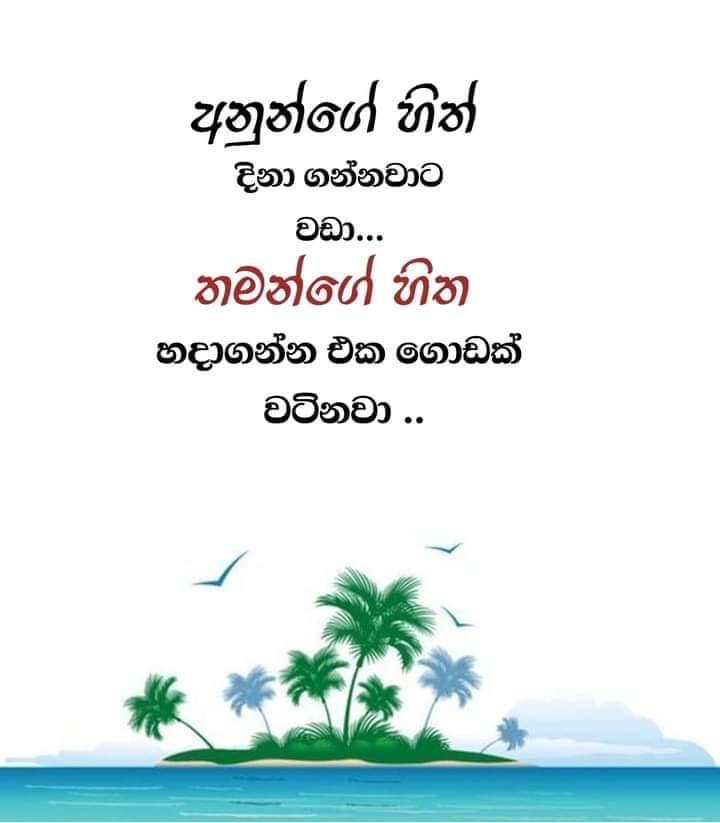 අනුන්ගේ හිත්
දිනා ගන්නවාට
වඩා...
තමන්ගේ හිත
හදාගන්න එක ගොඩක්
වටිනවා ..